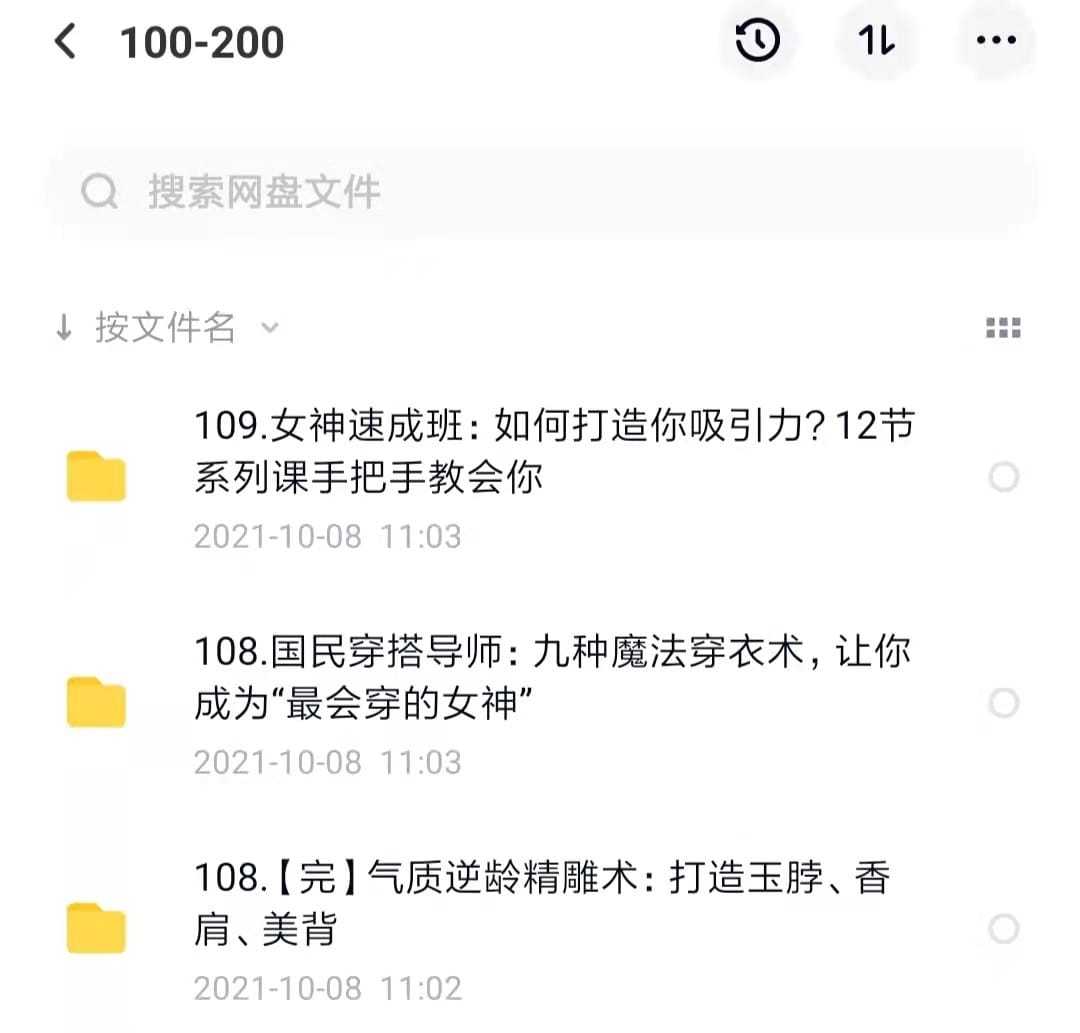 100-200
搜索网盘文件
↓ 按文件名
109.女神速成班：如何打造你吸引力？12节
系列课手把手教会你
2021-10-08 11:03
108.国民穿搭导师：九种魔法穿衣术，让你
成为“最会穿的女神”
2021-10-08 11:03
108.【完】气质逆龄精雕术：打造玉脖、香
肩、美背
2021-10-08 11:02